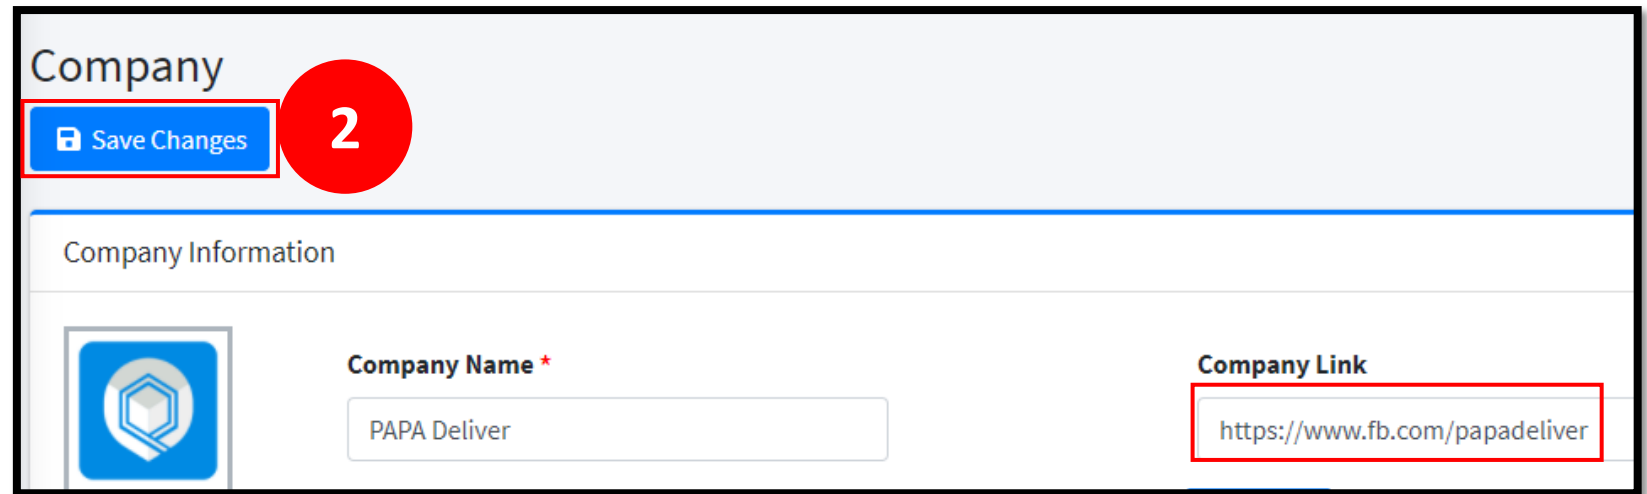 Company
Save Changes
2
Company Information
Company Name *
Company Link
PAPA Deliver
https://www.fb.com/papadeliver